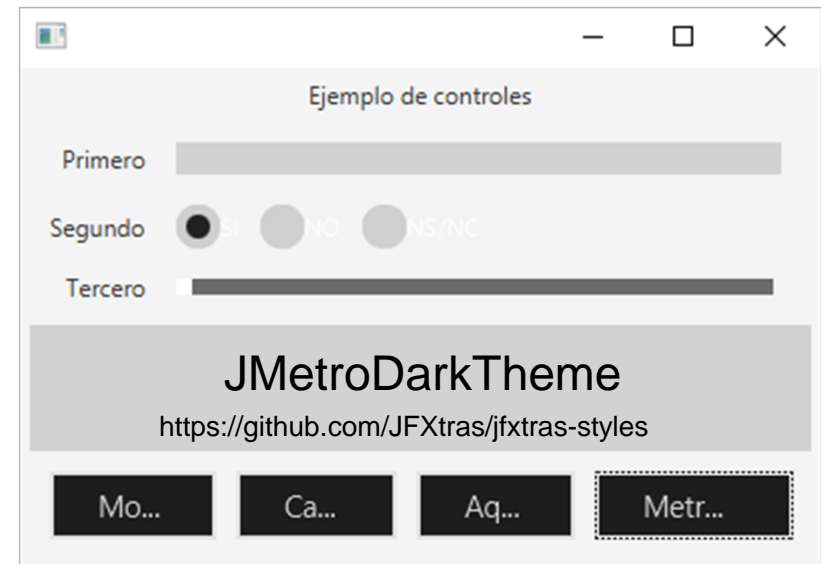 Ejemplo de controles
Primero
Segundo SI NO NS/NC
Tercero
JMetroDarkTheme
https://github.com/JFXtras/jfxtras-styles
Mo... Ca... Aq... Metr...